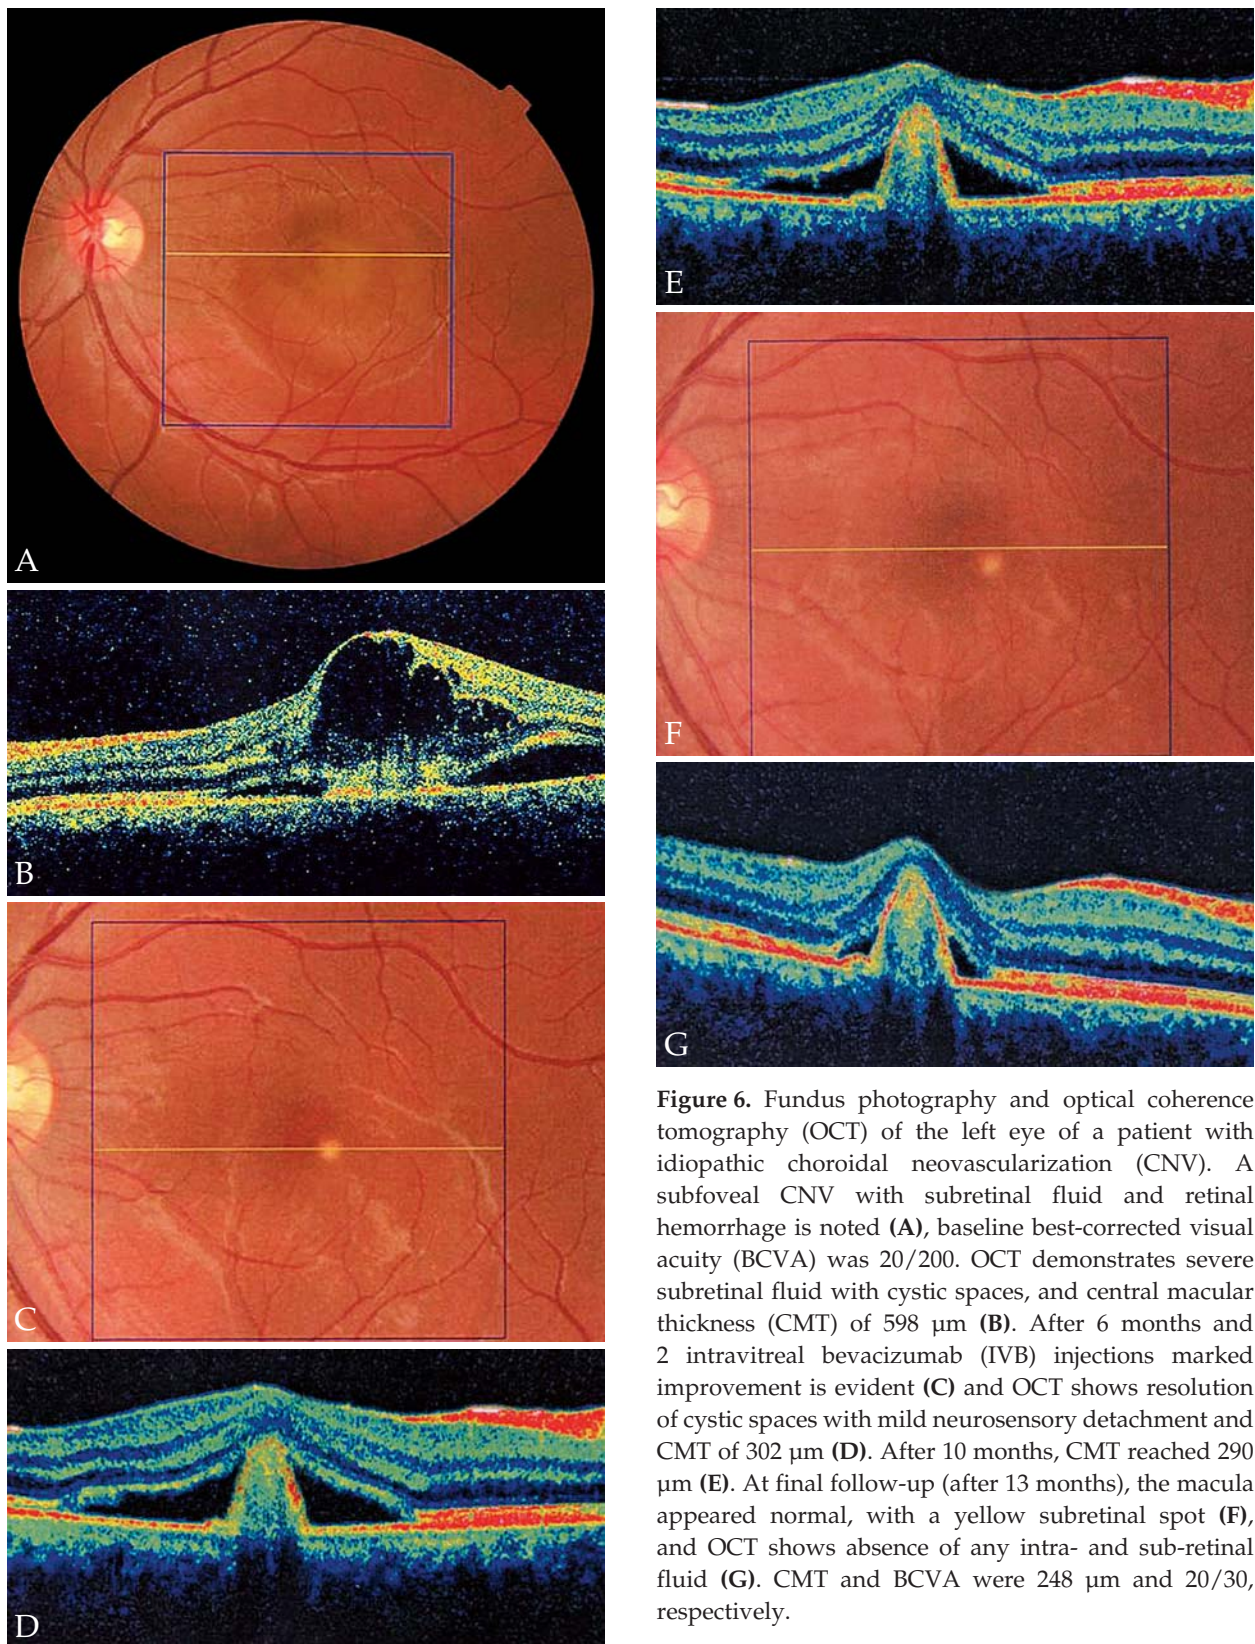 A
B
C
D
E
F
G
Figure 6. Fundus photography and optical coherence
tomography (OCT) of the left eye of a patient with
idiopathic choroidal neovascularization (CNV). A
subfoveal CNV with subretinal fluid and retinal
hemorrhage is noted (A), baseline best-corrected visual
acuity (BCVA) was 20/200. OCT demonstrates severe
subretinal fluid with cystic spaces, and central macular
thickness (CMT) of 598 µm (B). After 6 months and
2 intravitreal bevacizumab (IVB) injections marked
improvement is evident (C) and OCT shows resolution
of cystic spaces with mild neurosensory detachment and
CMT of 302 µm (D). After 10 months, CMT reached 290
µm (E). At final follow-up (after 13 months), the macula
appeared normal, with a yellow subretinal spot (F),
and OCT shows absence of any intra- and sub-retinal
fluid (G). CMT and BCVA were 248 µm and 20/30,
respectively.